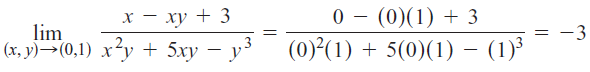 lim (x, y)→(0,1) x − xy + 3 / x²y + 5xy − y³ = 0 − (0)(1) + 3 / (0)²(1) + 5(0)(1) − (1)³ = −3